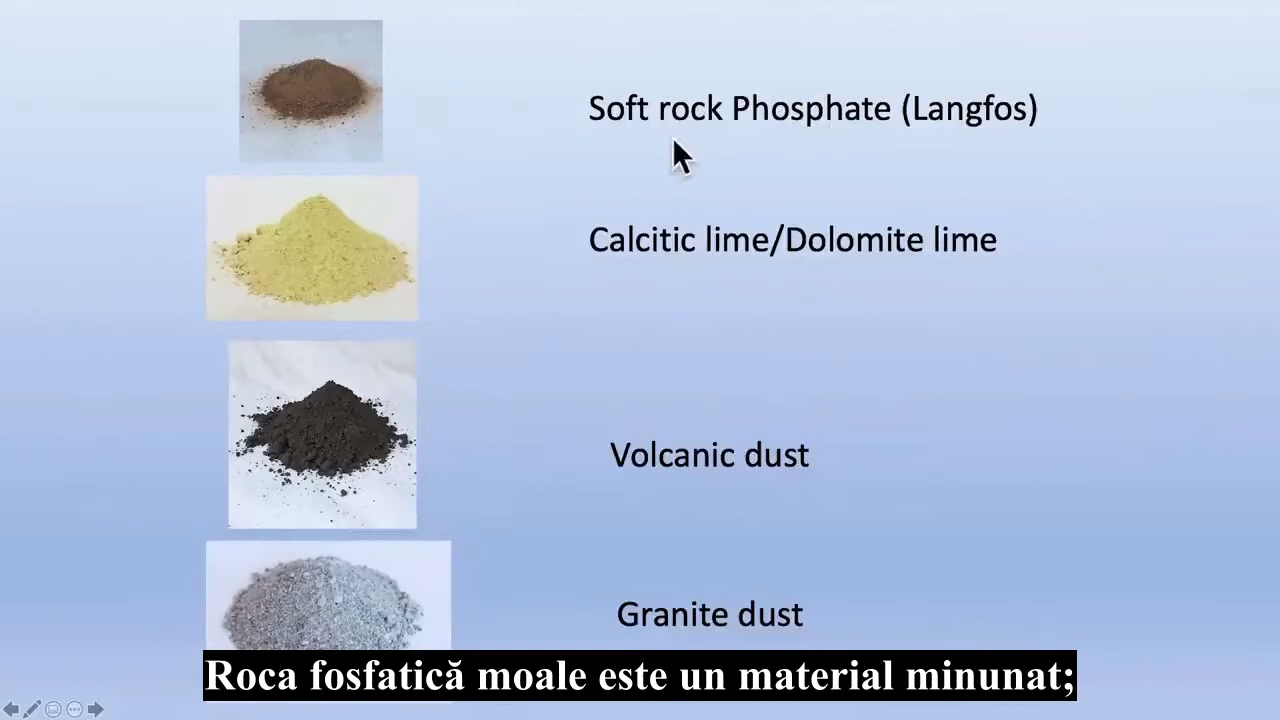 Soft rock Phosphate (Langfos)
Calcitic lime/Dolomite lime
Volcanic dust
Granite dust
Roca fosfatică moale este un material minunat;